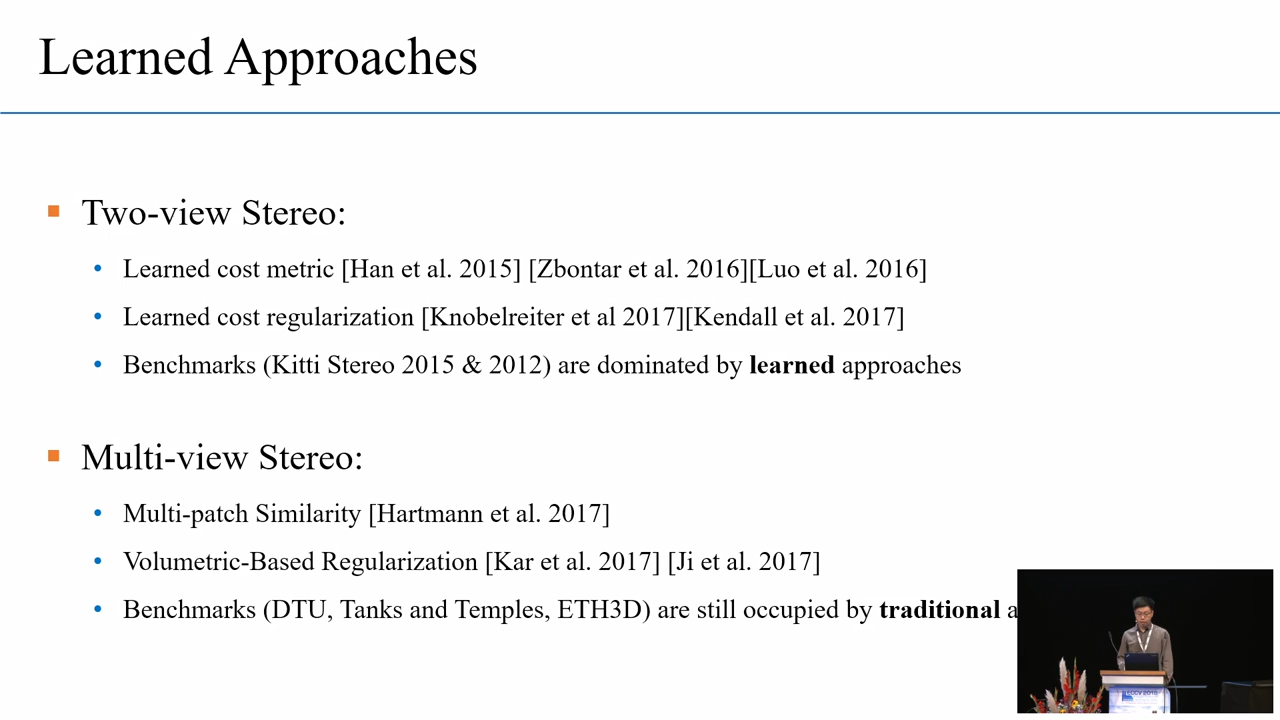 Learned Approaches
Two-view Stereo:
Learned cost metric [Han et al. 2015] [Zbontar et al. 2016][Luo et al. 2016]
Learned cost regularization [Knobelreiter et al 2017][Kendall et al. 2017]
Benchmarks (Kitti Stereo 2015 & 2012) are dominated by learned approaches
Multi-view Stereo:
Multi-patch Similarity [Hartmann et al. 2017]
Volumetric-Based Regularization [Kar et al. 2017] [Ji et al. 2017]
Benchmarks (DTU, Tanks and Temples, ETH3D) are still occupied by traditional a
ECCV 2018